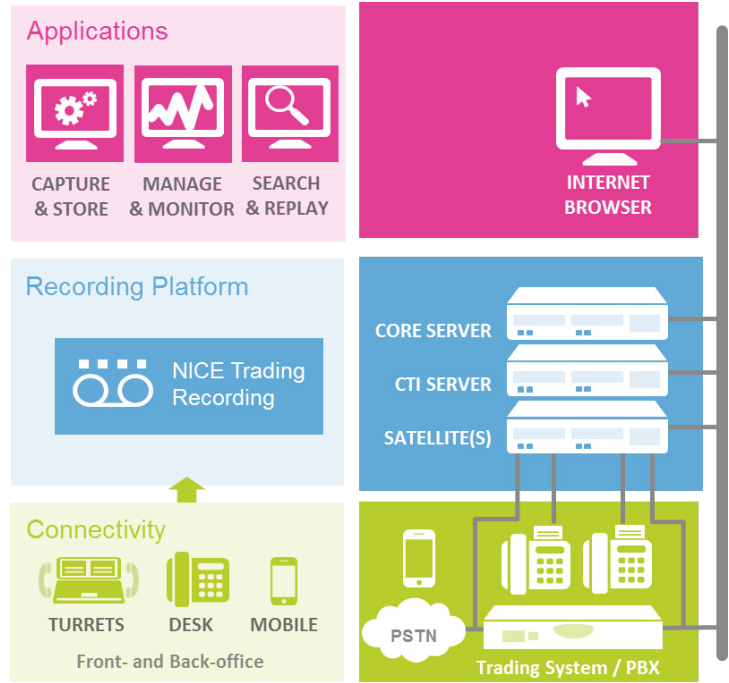 Applications
CAPTURE
& STORE
MANAGE
& MONITOR
SEARCH
& REPLAY
INTERNET
BROWSER
Recording Platform
NICE Trading
Recording
CORE SERVER
CTI SERVER
SATELLITE(S)
Connectivity
TURRETS
DESK
MOBILE
Front- and Back-office
PSTN
Trading System / PBX